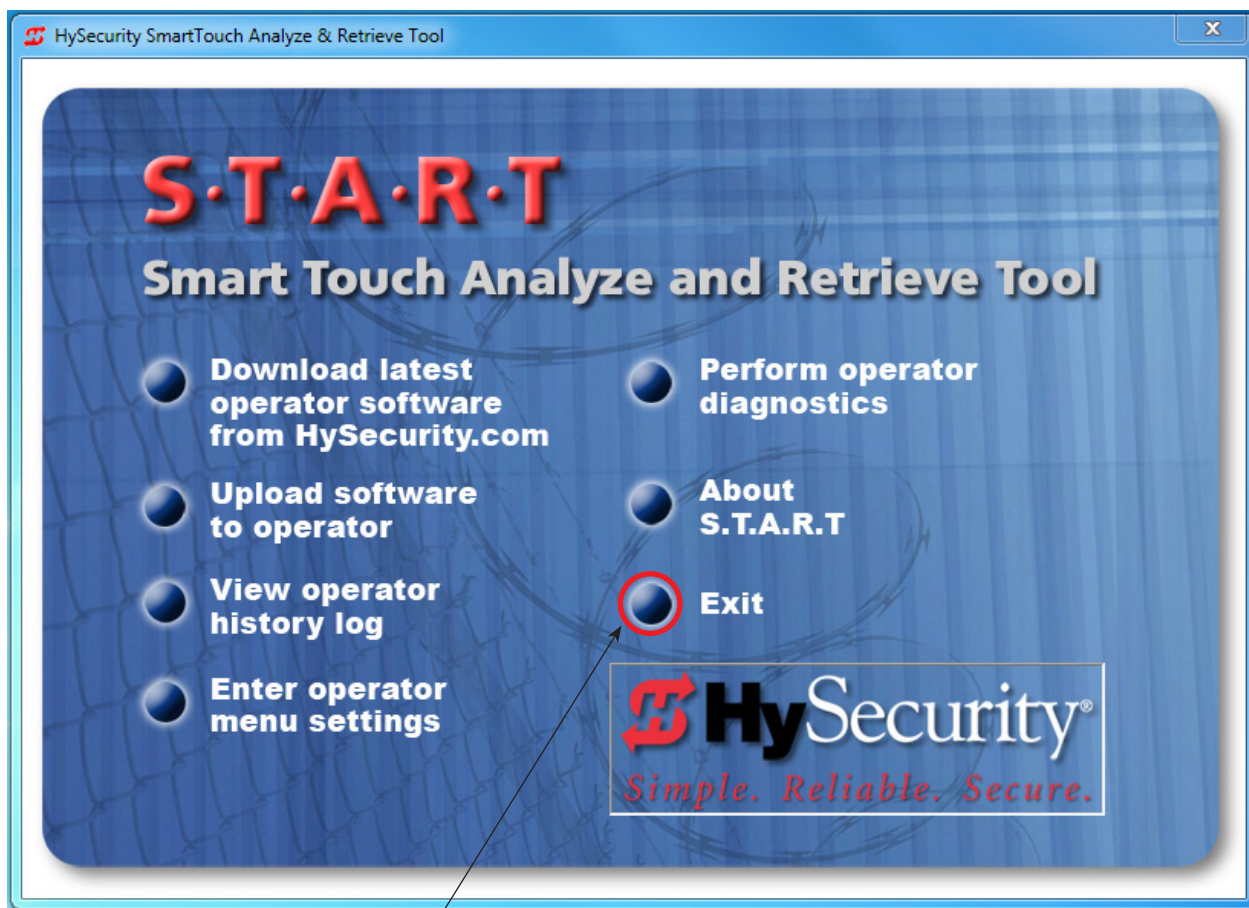 HySecurity SmartTouch Analyze & Retrieve Tool
S·T·A·R·T
Smart Touch Analyze and Retrieve Tool
Download latest
operator software
from HySecurity.com
Upload software
to operator
View operator
history log
Enter operator
menu settings
Perform operator
diagnostics
About
S.T.A.R.T
Exit
H HySecurity®
Simple. Reliable. Secure.